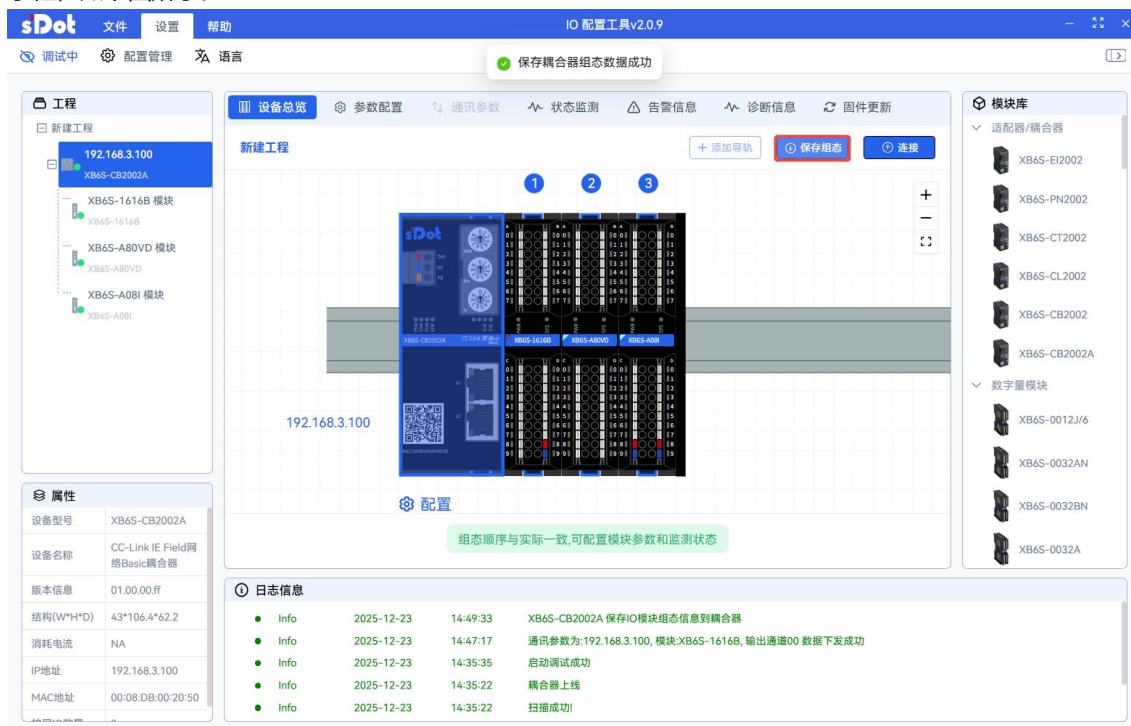 sDot 文件 设置 帮助 IO 配置工具v2.0.9
调试中 配置管理 语言
保存耦合器组态数据成功
工程
新建工程
192.168.3.100
XB6S-CB2002A
XB6S-1616B 模块
XB6S-1616B
XB6S-A80VD 模块
XB6S-A80VD
XB6S-A08I 模块
XB6S-A08I
设备总览 参数配置 通讯参数 状态监测 告警信息 诊断信息 固件更新
新建工程 添加导轨 保存组态 连接
1 2 3
sDot
XB6S-CB2002A XB6S-1616B XB6S-A80VD XB6S-A08I
192.168.3.100
配置
组态顺序与实际一致,可配置模块参数和监测状态
模块库
适配器/耦合器
XB6S-EI2002
XB6S-PN2002
XB6S-CT2002
XB6S-CL2002
XB6S-CB2002
XB6S-CB2002A
数字量模块
XB6S-0012J/6
XB6S-0032AN
XB6S-0032BN
XB6S-0032A
属性
设备型号 XB6S-CB2002A
设备名称 CC-Link IE Field网
络Basic耦合器
版本信息 01.00.00.ff
结构(W*H*D) 43*106.4*62.2
消耗电流 NA
IP地址 192.168.3.100
MAC地址 00:08:DB:00:20:50
日志信息
Info 2025-12-23 14:49:33 XB6S-CB2002A 保存IO模块组态信息到耦合器
Info 2025-12-23 14:47:17 通讯参数为:192.168.3.100, 模块:XB6S-1616B, 输出通道00 数据下发成功
Info 2025-12-23 14:35:35 启动调试成功
Info 2025-12-23 14:35:22 耦合器上线
Info 2025-12-23 14:35:22 扫描成功!